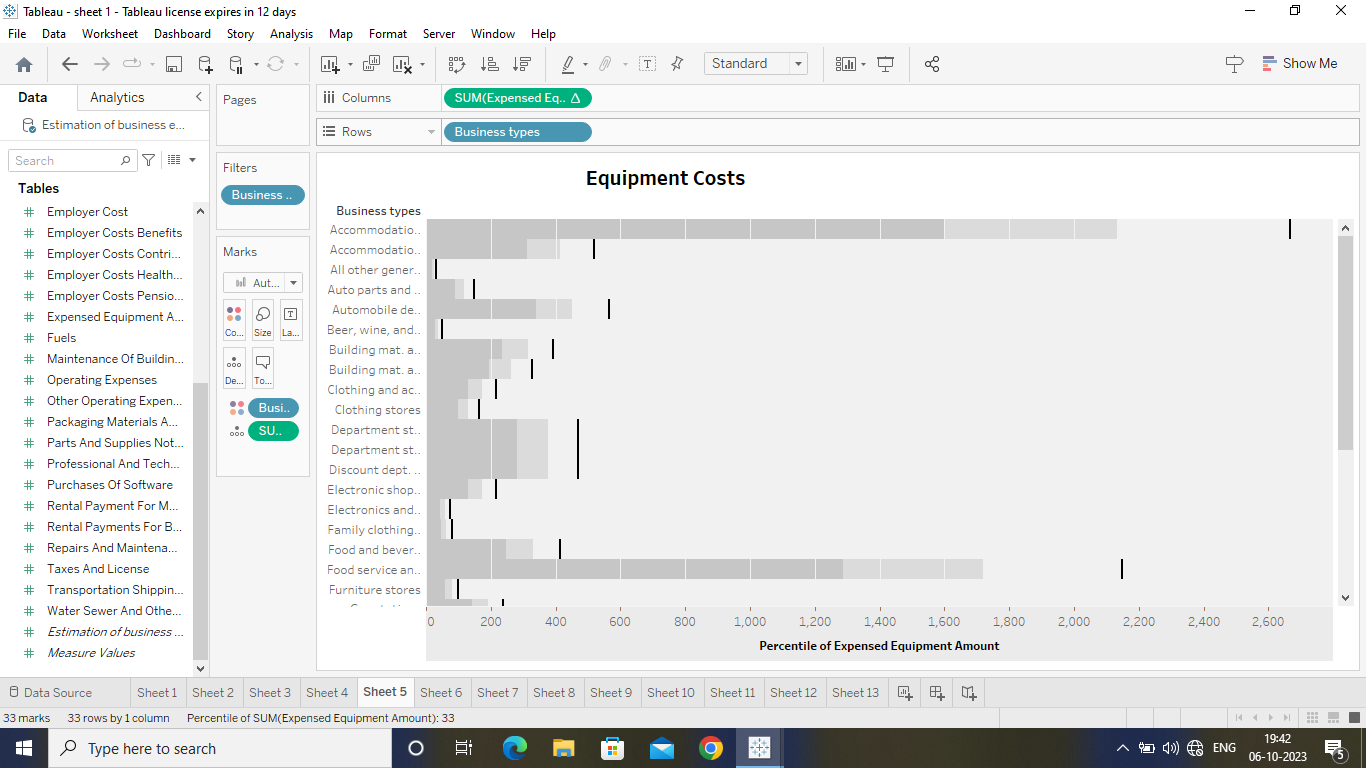 Tableau - sheet 1 - Tableau license expires in 12 days
File Data Worksheet Dashboard Story Analysis Map Format Server Window Help
Standard
Show Me
Data Analytics
Estimation of business e...
Search
Tables
Employer Cost
Employer Costs Benefits
Employer Costs Contri...
Employer Costs Health...
Employer Costs Pensio...
Expensed Equipment A...
Fuels
Maintenance Of Buildin...
Operating Expenses
Other Operating Expen...
Packaging Materials A...
Parts And Supplies Not...
Professional And Tech...
Purchases Of Software
Rental Payment For M...
Rental Payments For B...
Repairs And Maintena...
Taxes And License
Transportation Shippin...
Water Sewer And Othe...
Estimation of business ...
Measure Values
Pages
Filters
Business ..
Marks
Aut...
Co... Size La...
De... To...
Busi..
SU..
Columns SUM(Expensed Eq.. Δ
Rows Business types
Equipment Costs
Business types
Accommodatio..
Accommodatio..
All other gener..
Auto parts and ..
Automobile de..
Beer, wine, and..
Building mat. a..
Building mat. a..
Clothing and ac..
Clothing stores
Department st..
Department st..
Discount dept. ..
Electronic shop..
Electronics and..
Family clothing..
Food and bever..
Food service an..
Furniture stores
0 200 400 600 800 1,000 1,200 1,400 1,600 1,800 2,000 2,200 2,400 2,600
Percentile of Expensed Equipment Amount
Data Source Sheet 1 Sheet 2 Sheet 3 Sheet 4 Sheet 5 Sheet 6 Sheet 7 Sheet 8 Sheet 9 Sheet 10 Sheet 11 Sheet 12 Sheet 13
33 marks 33 rows by 1 column Percentile of SUM(Expensed Equipment Amount): 33
Type here to search
ENG
19:42
06-10-2023
5